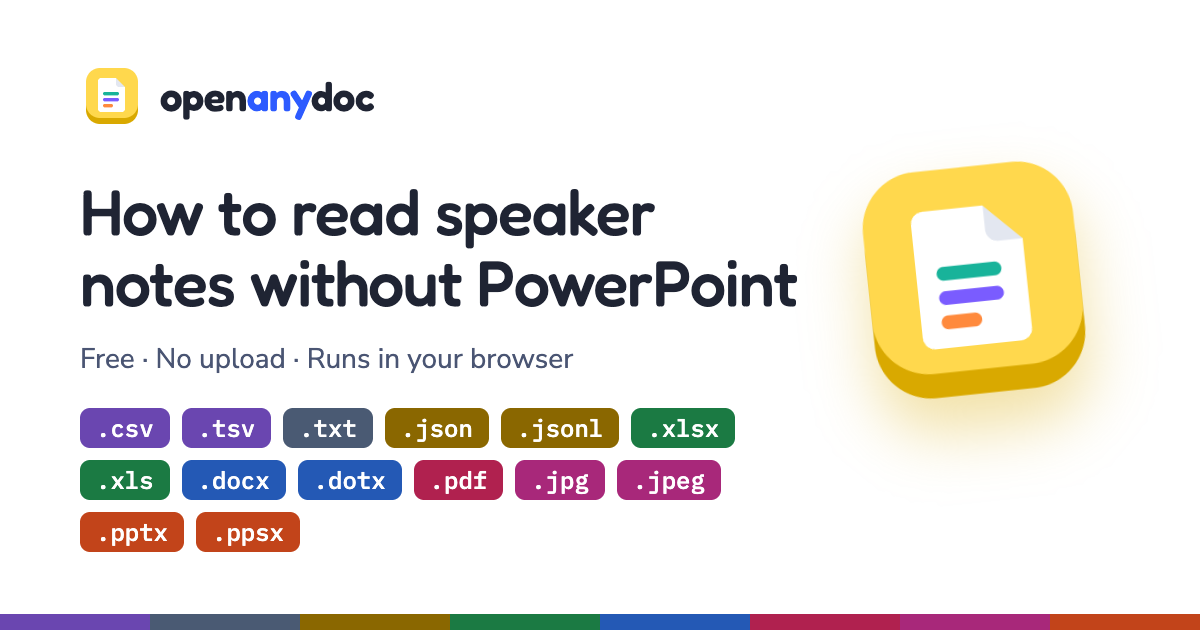 openanydoc
How to read speaker
notes without PowerPoint
Free · No upload · Runs in your browser
.csv .tsv .txt .json .jsonl .xlsx
.xls .docx .dotx .pdf .jpg .jpeg
.pptx .ppsx